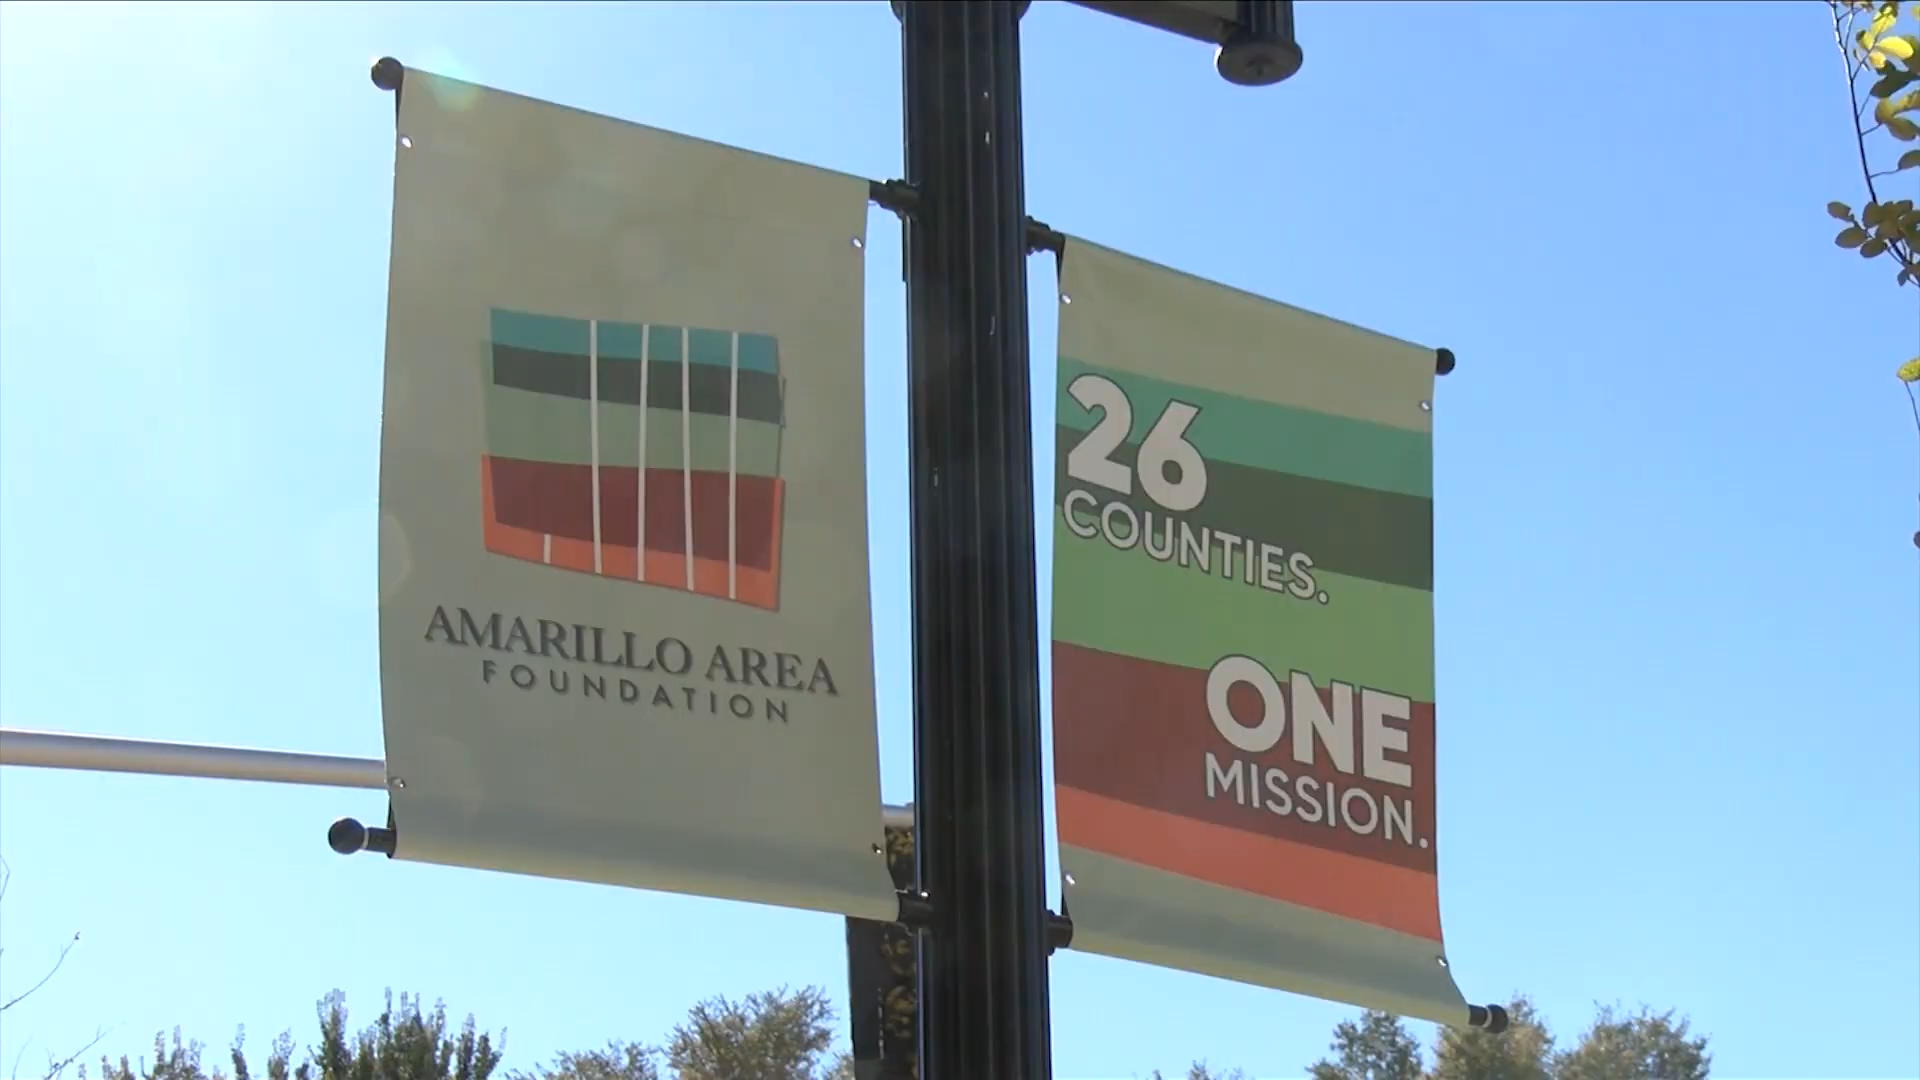 AMARILLO AREA
FOUNDATION
26
COUNTIES.
ONE
MISSION.